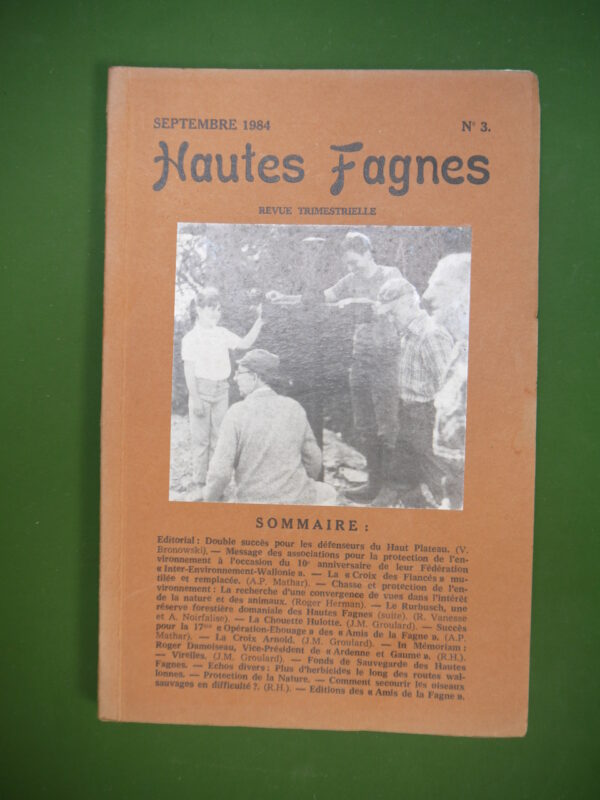 SEPTEMBRE 1984 N° 3.
Hautes Fagnes
REVUE TRIMESTRIELLE
SOMMAIRE :
Editorial : Double succès pour les défenseurs du Haut Plateau. (V.
Bronowski), — Message des associations pour la protection de l'en-
vironnement à l'occasion du 10e anniversaire de leur Fédération
« Inter-Environnement-Wallonie ». — La « Croix des Fiancés » mu-
tilée et remplacée. (A.P. Mathar). — Chasse et protection de l'en-
vironnement : La recherche d'une convergence de vues dans l'intérêt
de la nature et des animaux. (Roger Herman). — Le Rurbusch, une
réserve forestière domaniale des Hautes Fagnes (suite). (R. Vanesse
et A. Noirfalise). — La Chouette Hulotte. (J.M. Groulard). — Succès
pour la 17me « Opération-Ebouage » des « Amis de la Fagne ». (A.P.
Mathar). — La Croix Arnold. (J.M. Groulard). — In Mémoriam :
Roger Damoiseau, Vice-Président de « Ardenne et Gaume ». (R.H.).
— Virelles. (J.M. Groulard). — Fonds de Sauvegarde des Hautes
Fagnes. — Echos divers : Plus d'herbicides le long des routes wal-
lonnes. — Protection de la Nature. — Comment secourir les oiseaux
sauvages en difficulté ?. (R.H.). — Editions des « Amis de la Fagne ».